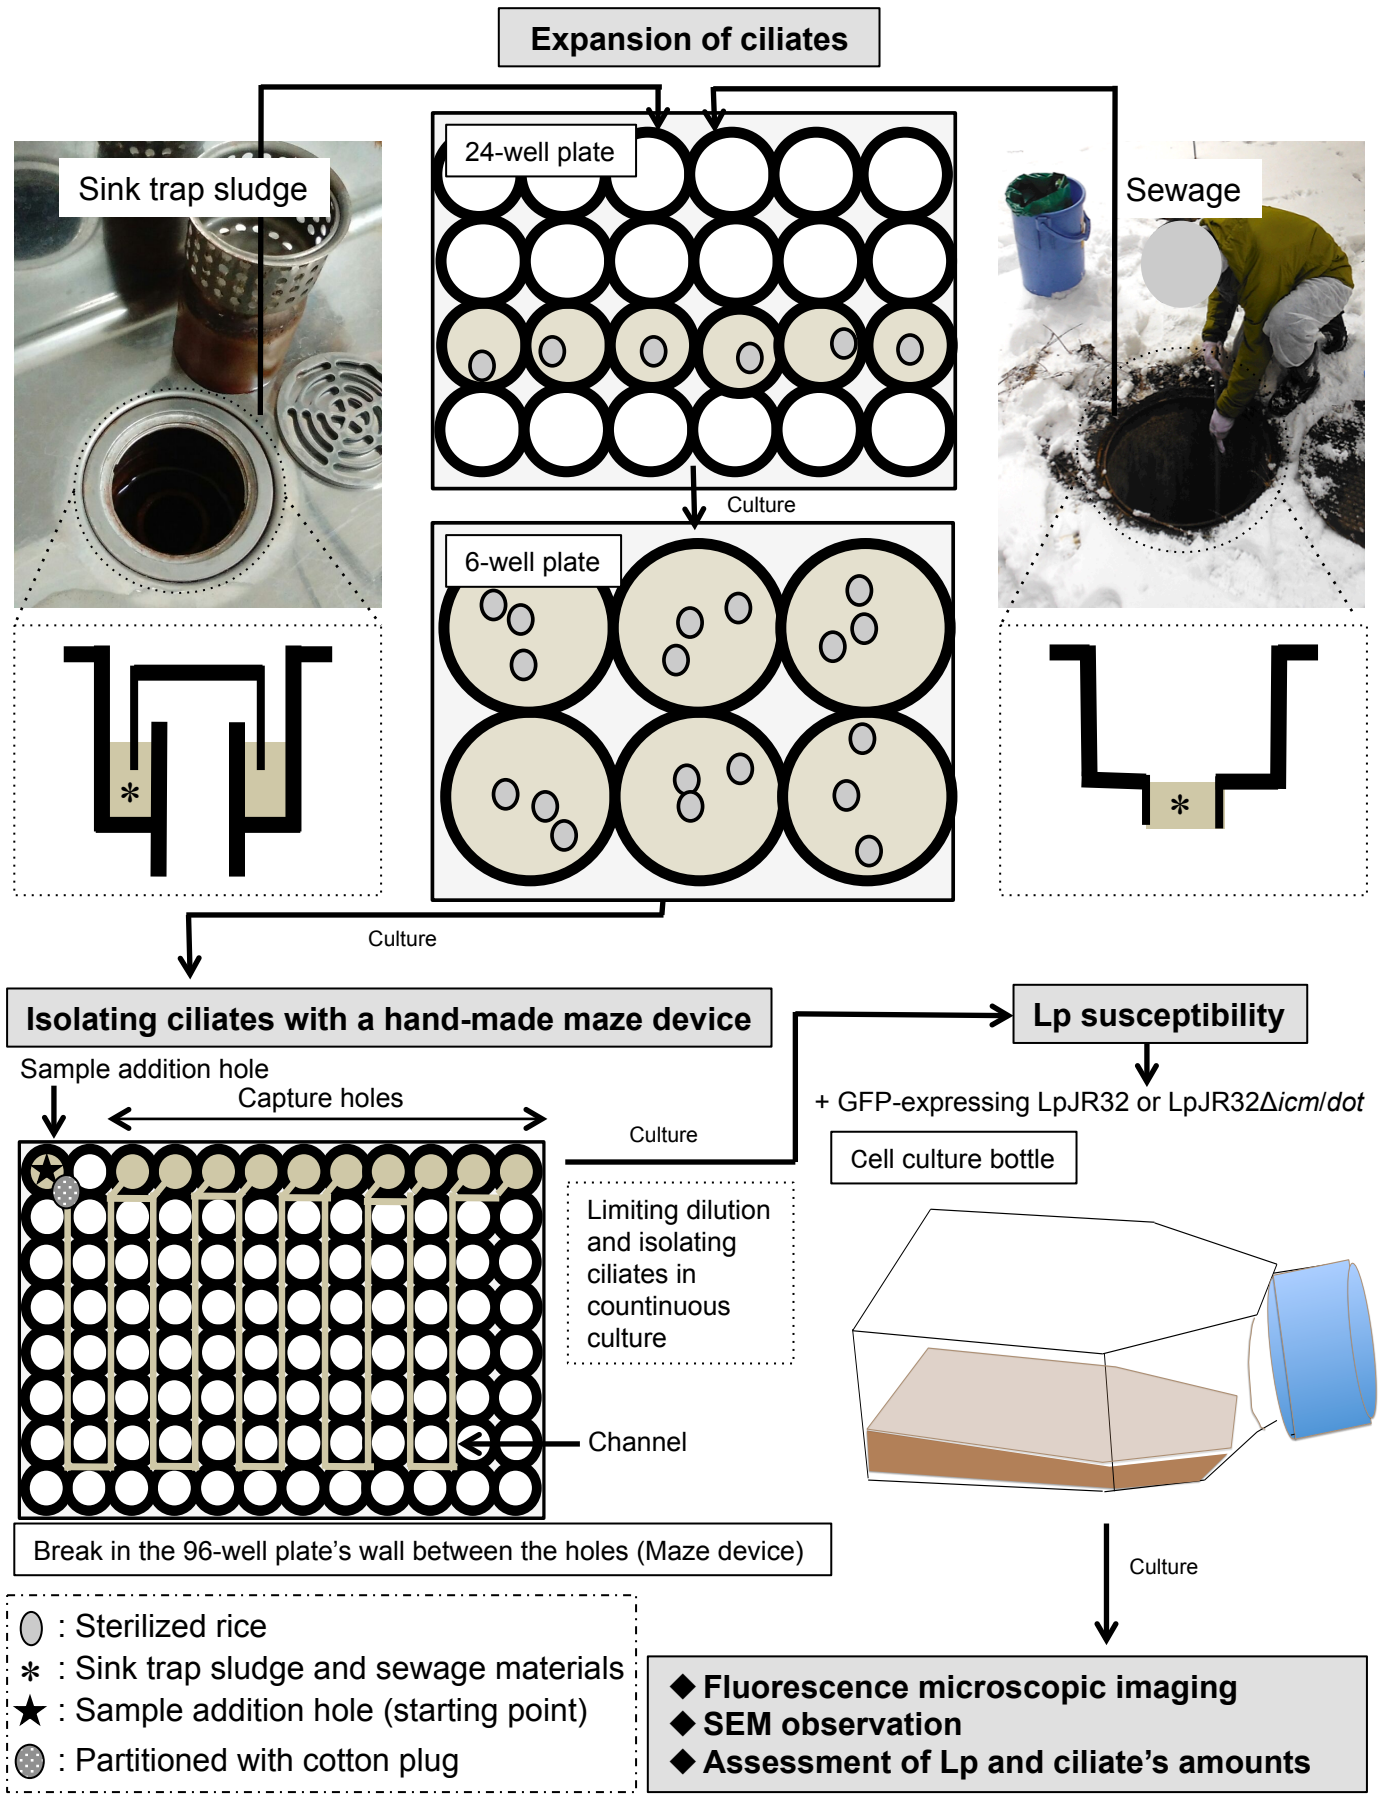 Expansion of ciliates
24-well plate
Sink trap sludge
Sewage
Culture
6-well plate
*
*
Culture
Isolating ciliates with a hand-made maze device
Lp susceptibility
Sample addition hole
Capture holes
Culture
+ GFP-expressing LpJR32 or LpJR32Δicm/dot
Cell culture bottle
Limiting dilution
and isolating
ciliates in
countinuous
culture
Channel
Break in the 96-well plate's wall between the holes (Maze device)
Culture
: Sterilized rice
* : Sink trap sludge and sewage materials
★ : Sample addition hole (starting point)
: Partitioned with cotton plug
◆ Fluorescence microscopic imaging
◆ SEM observation
◆ Assessment of Lp and ciliate's amounts